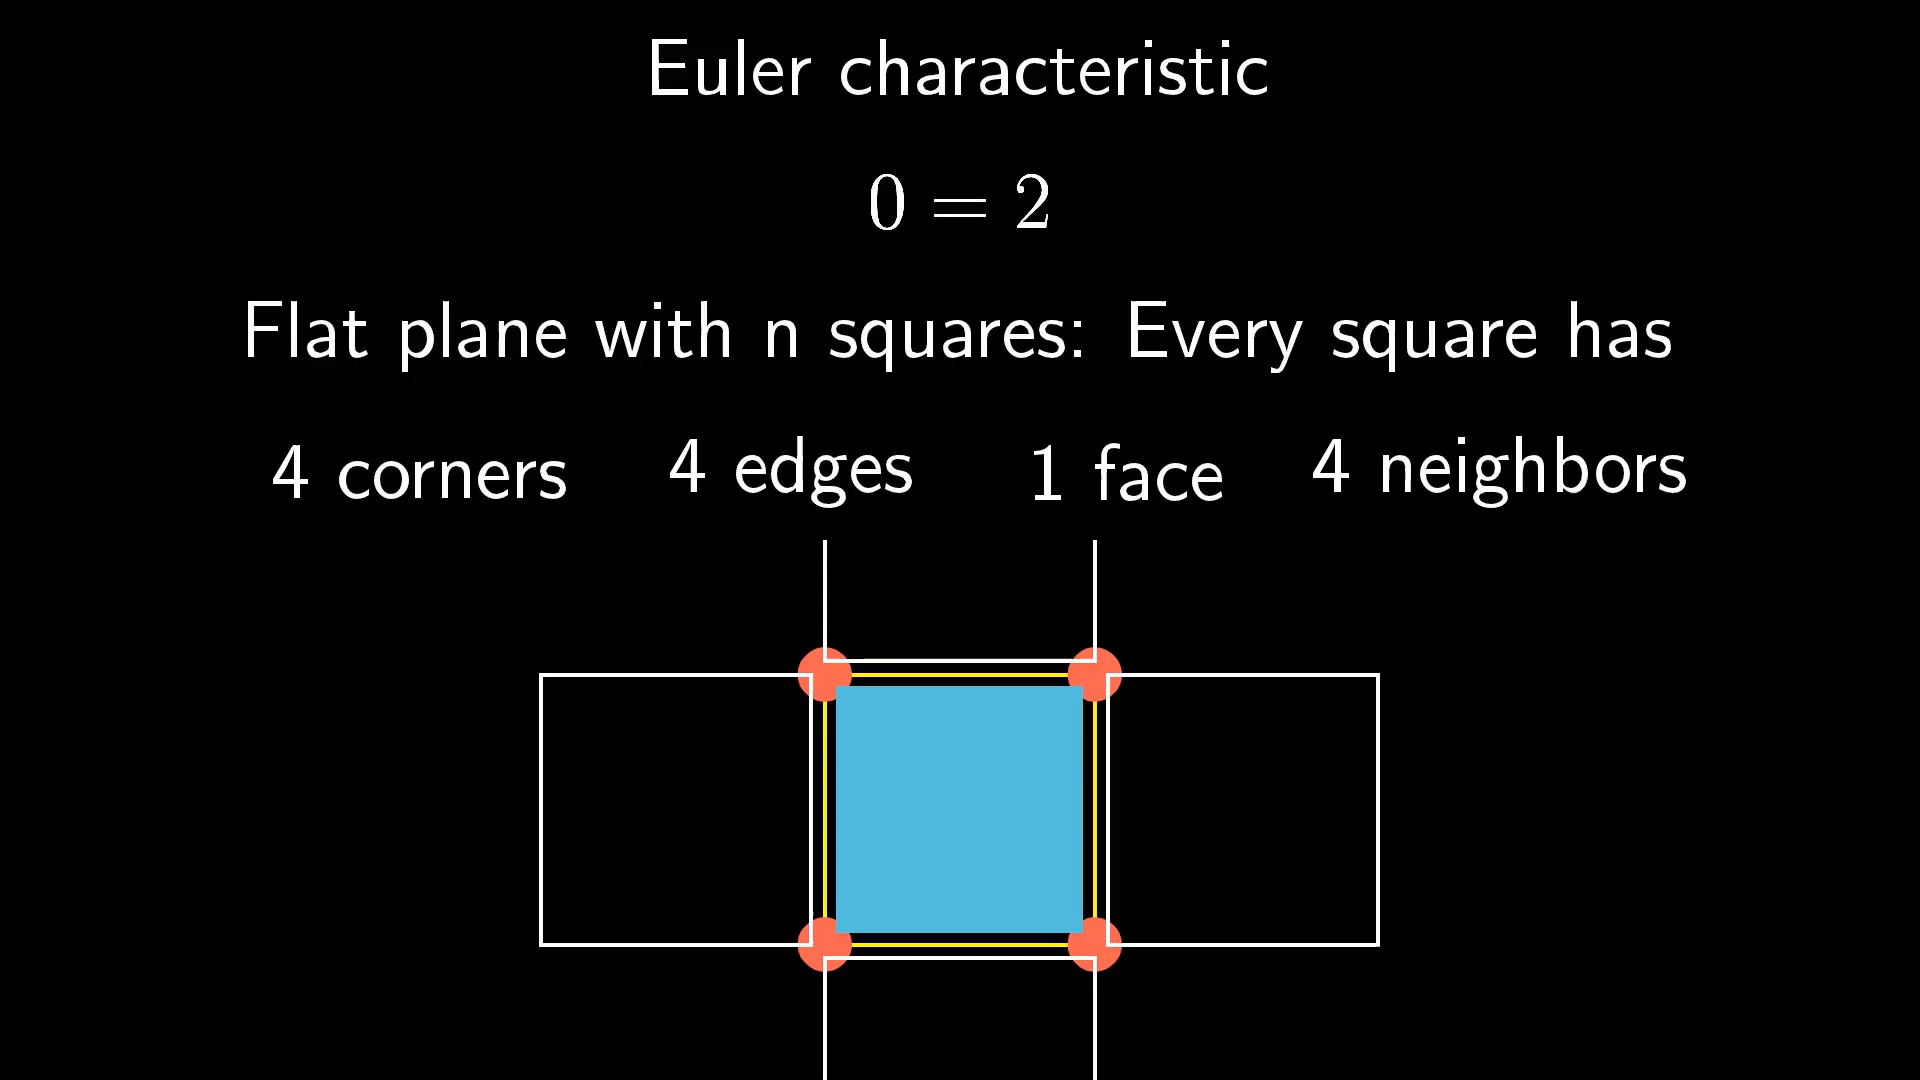 Euler characteristic
0 = 2
Flat plane with n squares: Every square has
4 corners 4 edges 1 face 4 neighbors